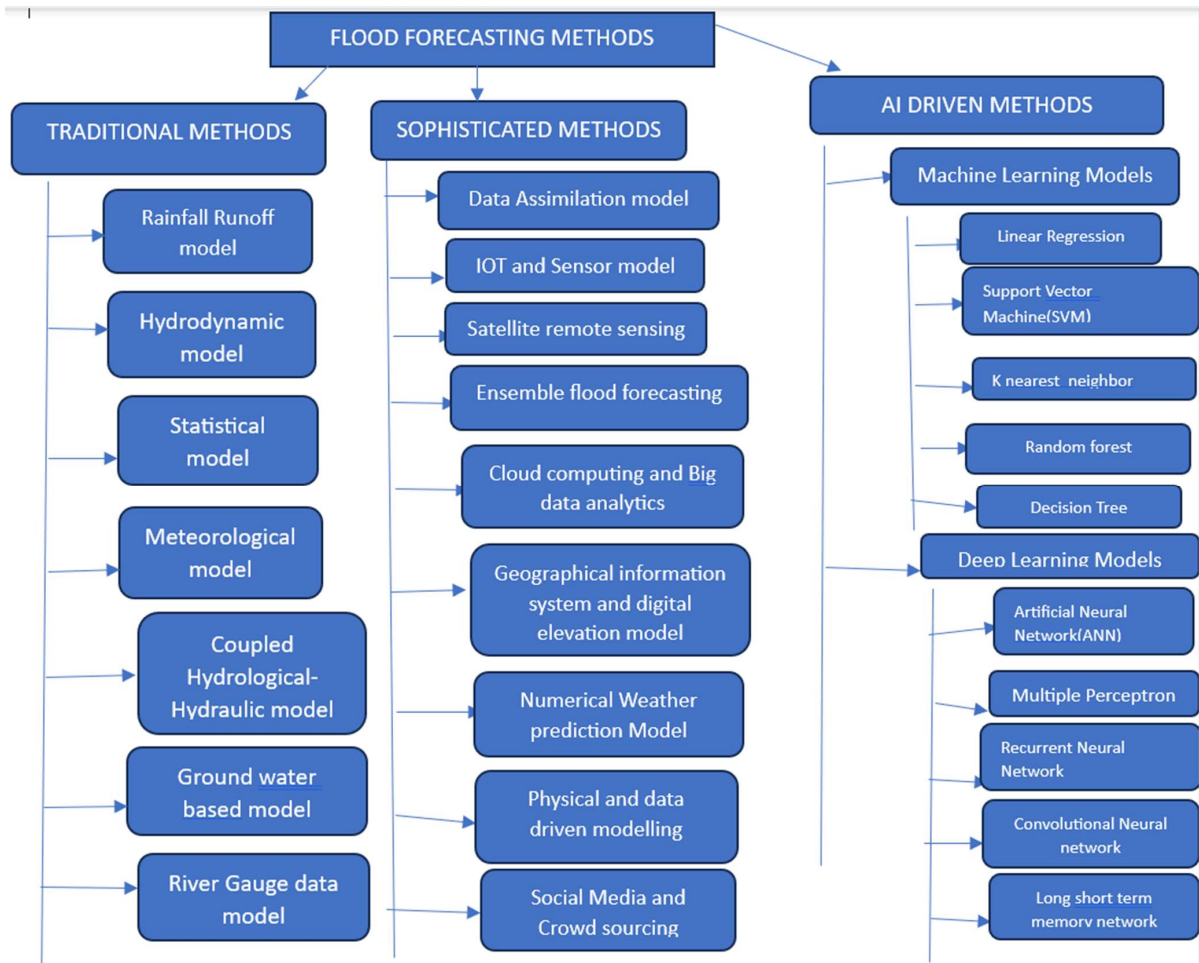 FLOOD FORECASTING METHODS
TRADITIONAL METHODS
Rainfall Runoff
model
Hydrodynamic
model
Statistical
model
Meteorological
model
Coupled
Hydrological-
Hydraulic model
Ground water
based model
River Gauge data
model
SOPHISTICATED METHODS
Data Assimilation model
IOT and Sensor model
Satellite remote sensing
Ensemble flood forecasting
Cloud computing and Big
data analytics
Geographical information
system and digital
elevation model
Numerical Weather
prediction Model
Physical and data
driven modelling
Social Media and
Crowd sourcing
AI DRIVEN METHODS
Machine Learning Models
Linear Regression
Support Vector
Machine(SVM)
K nearest neighbor
Random forest
Decision Tree
Deep Learning Models
Artificial Neural
Network(ANN)
Multiple Perceptron
Recurrent Neural
Network
Convolutional Neural
network
Long short term
memory network